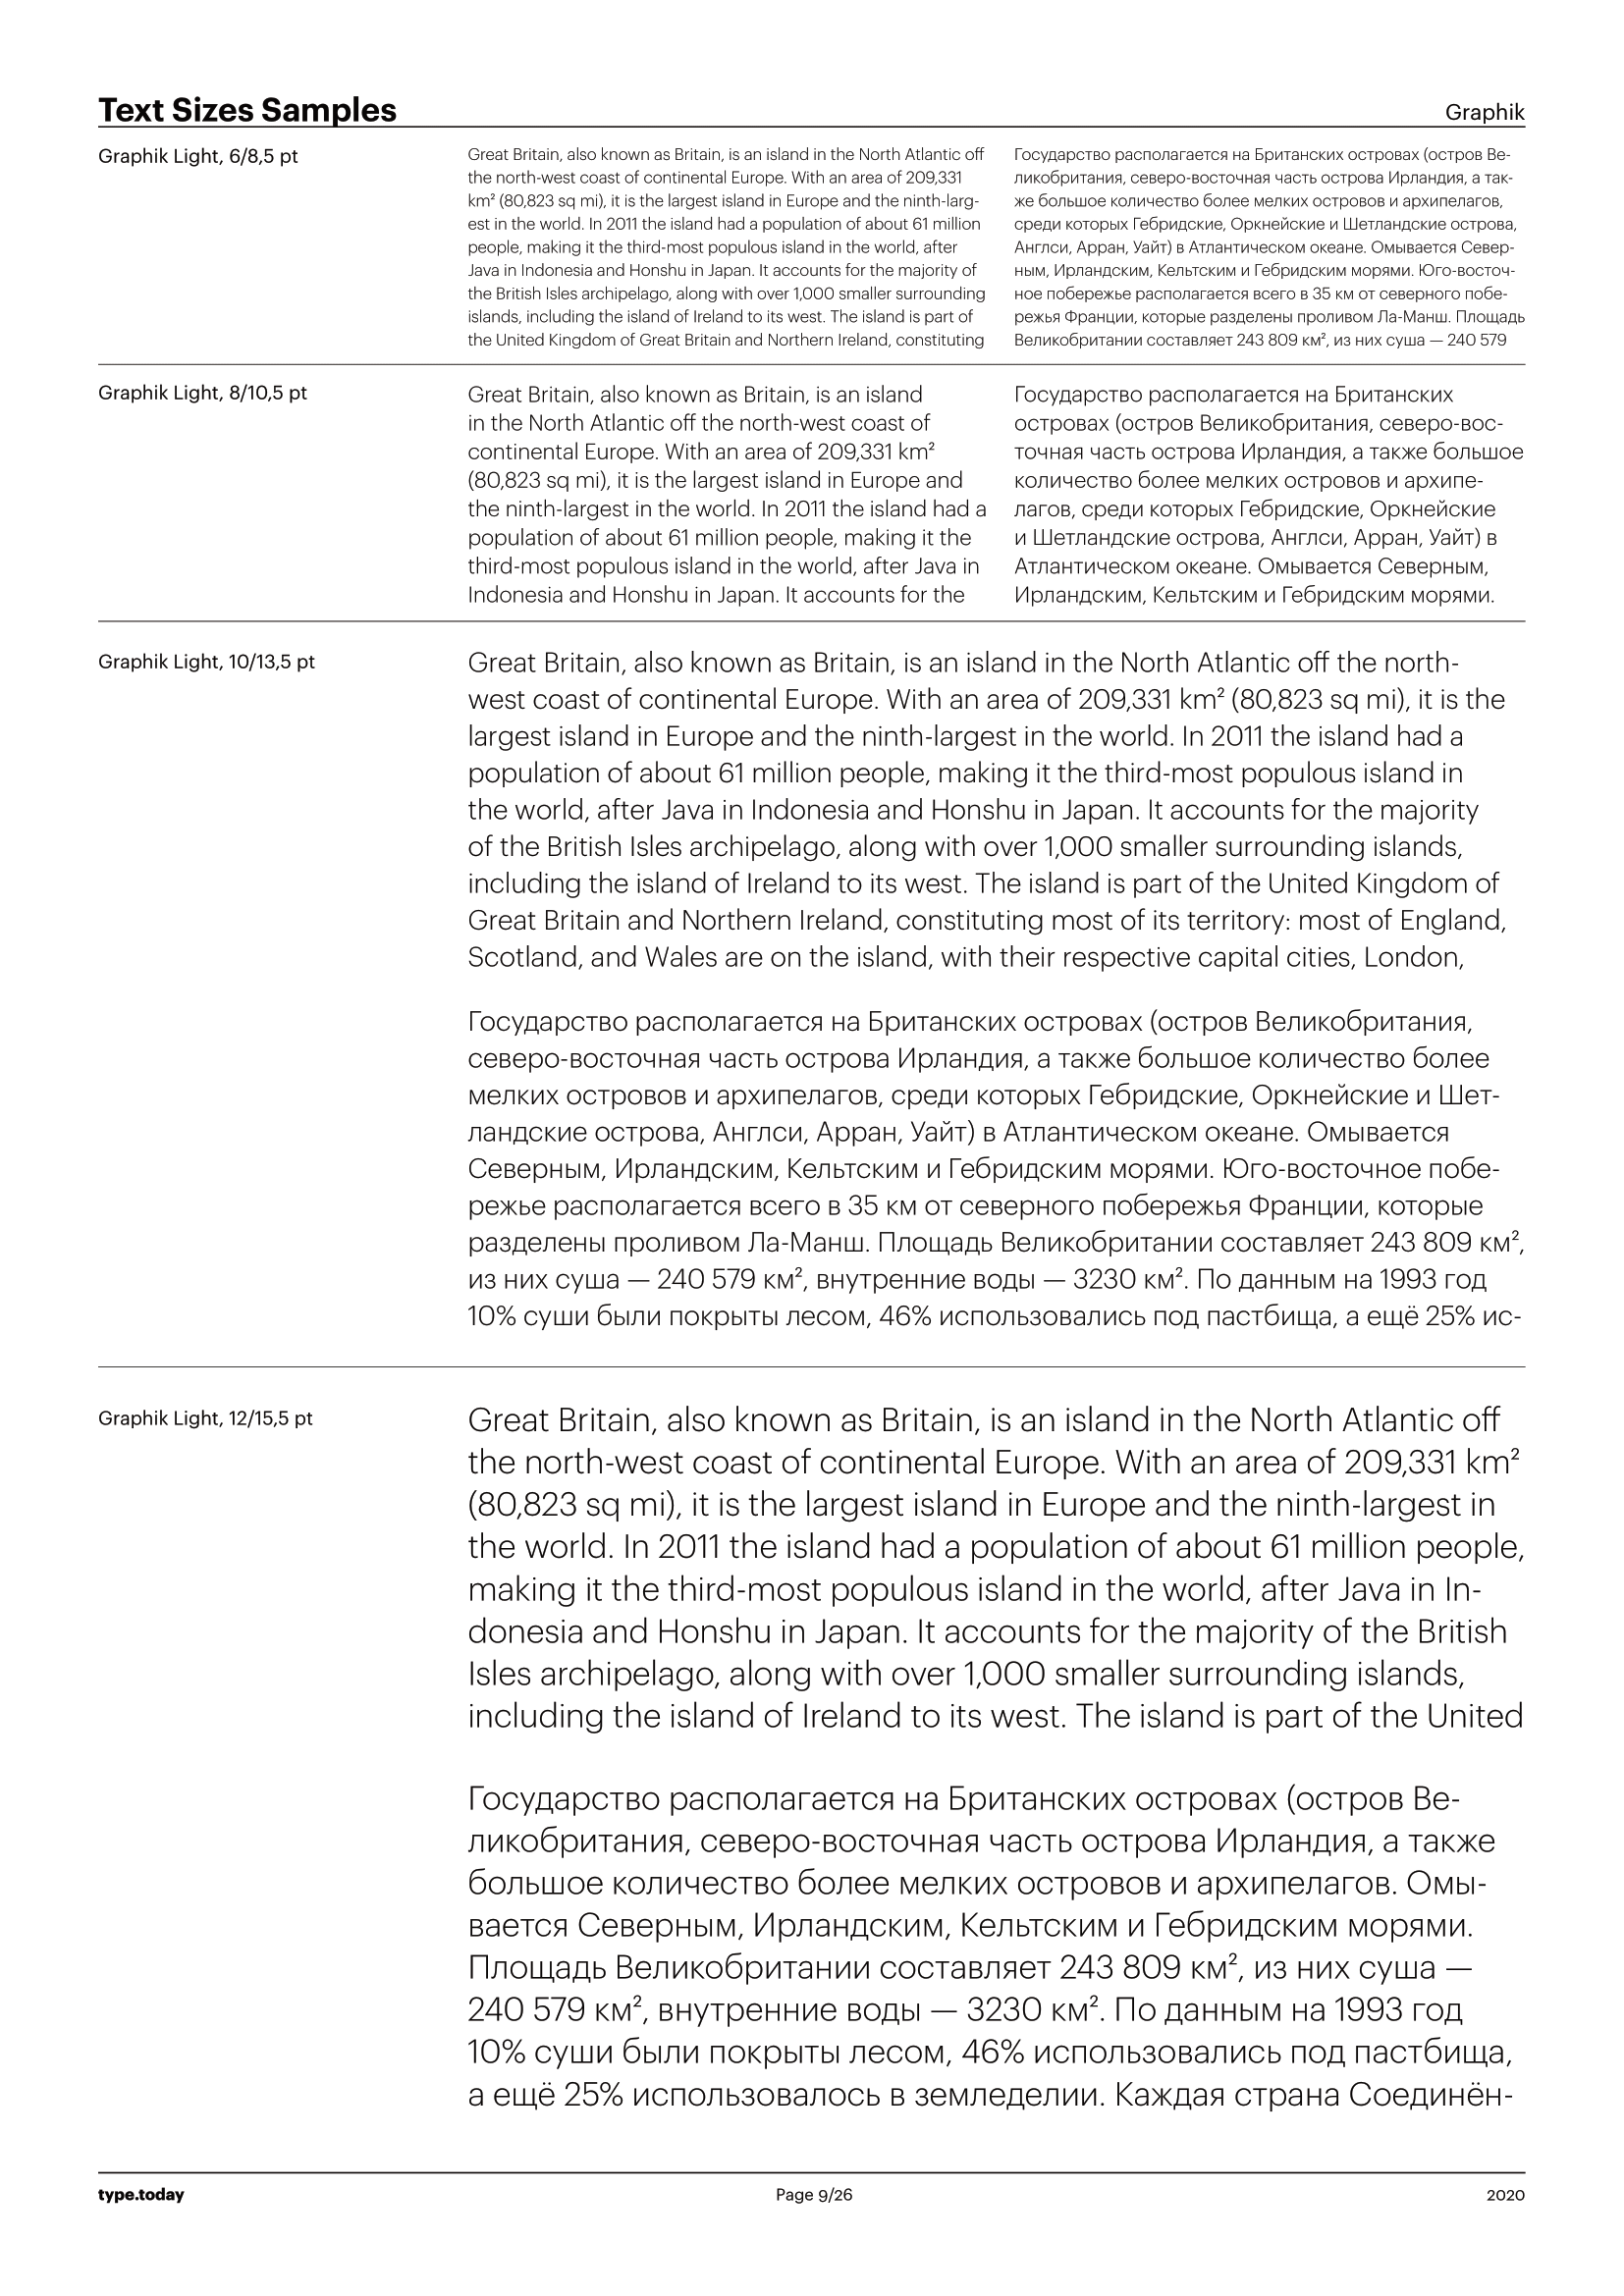 Text Sizes Samples
Graphik
Graphik Light, 6/8,5 pt
Great Britain, also known as Britain, is an island in the North Atlantic off
the north-west coast of continental Europe. With an area of 209,331
km² (80,823 sq mi), it is the largest island in Europe and the ninth-larg-
est in the world. In 2011 the island had a population of about 61 million
people, making it the third-most populous island in the world, after
Java in Indonesia and Honshu in Japan. It accounts for the majority of
the British Isles archipelago, along with over 1,000 smaller surrounding
islands, including the island of Ireland to its west. The island is part of
the United Kingdom of Great Britain and Northern Ireland, constituting
Государство располагается на Британских островах (остров Ве-
ликобритания, северо-восточная часть острова Ирландия, а так-
же большое количество более мелких островов и архипелагов,
среди которых Гебридские, Оркнейские и Шетландские острова,
Англси, Арран, Уайт) в Атлантическом океане. Омывается Север-
ным, Ирландским, Кельтским и Гебридским морями. Юго-восточ-
ное побережье располагается всего в 35 км от северного побе-
режья Франции, которые разделены проливом Ла-Манш. Площадь
Великобритании составляет 243 809 км², из них суша — 240 579
Graphik Light, 8/10,5 pt
Great Britain, also known as Britain, is an island
in the North Atlantic off the north-west coast of
continental Europe. With an area of 209,331 km²
(80,823 sq mi), it is the largest island in Europe and
the ninth-largest in the world. In 2011 the island had a
population of about 61 million people, making it the
third-most populous island in the world, after Java in
Indonesia and Honshu in Japan. It accounts for the
Государство располагается на Британских
островах (остров Великобритания, северо-вос-
точная часть острова Ирландия, а также большое
количество более мелких островов и архипе-
лагов, среди которых Гебридские, Оркнейские
и Шетландские острова, Англси, Арран, Уайт) в
Атлантическом океане. Омывается Северным,
Ирландским, Кельтским и Гебридским морями.
Graphik Light, 10/13,5 pt
Great Britain, also known as Britain, is an island in the North Atlantic off the north-
west coast of continental Europe. With an area of 209,331 km² (80,823 sq mi), it is the
largest island in Europe and the ninth-largest in the world. In 2011 the island had a
population of about 61 million people, making it the third-most populous island in
the world, after Java in Indonesia and Honshu in Japan. It accounts for the majority
of the British Isles archipelago, along with over 1,000 smaller surrounding islands,
including the island of Ireland to its west. The island is part of the United Kingdom of
Great Britain and Northern Ireland, constituting most of its territory: most of England,
Scotland, and Wales are on the island, with their respective capital cities, London,
Государство располагается на Британских островах (остров Великобритания,
северо-восточная часть острова Ирландия, а также большое количество более
мелких островов и архипелагов, среди которых Гебридские, Оркнейские и Шет-
ландские острова, Англси, Арран, Уайт) в Атлантическом океане. Омывается
Северным, Ирландским, Кельтским и Гебридским морями. Юго-восточное побе-
режье располагается всего в 35 км от северного побережья Франции, которые
разделены проливом Ла-Манш. Площадь Великобритании составляет 243 809 км²,
из них суша — 240 579 км², внутренние воды — 3230 км². По данным на 1993 год
10% суши были покрыты лесом, 46% использовались под пастбища, а ещё 25% ис-
Graphik Light, 12/15,5 pt
Great Britain, also known as Britain, is an island in the North Atlantic off
the north-west coast of continental Europe. With an area of 209,331 km²
(80,823 sq mi), it is the largest island in Europe and the ninth-largest in
the world. In 2011 the island had a population of about 61 million people,
making it the third-most populous island in the world, after Java in In-
donesia and Honshu in Japan. It accounts for the majority of the British
Isles archipelago, along with over 1,000 smaller surrounding islands,
including the island of Ireland to its west. The island is part of the United
Государство располагается на Британских островах (остров Ве-
ликобритания, северо-восточная часть острова Ирландия, а также
большое количество более мелких островов и архипелагов. Омы-
вается Северным, Ирландским, Кельтским и Гебридским морями.
Площадь Великобритании составляет 243 809 км², из них суша —
240 579 км², внутренние воды — 3230 км². По данным на 1993 год
10% суши были покрыты лесом, 46% использовались под пастбища,
а ещё 25% использовалось в земледелии. Каждая страна Соединён-
type.today
Page 9/26
2020